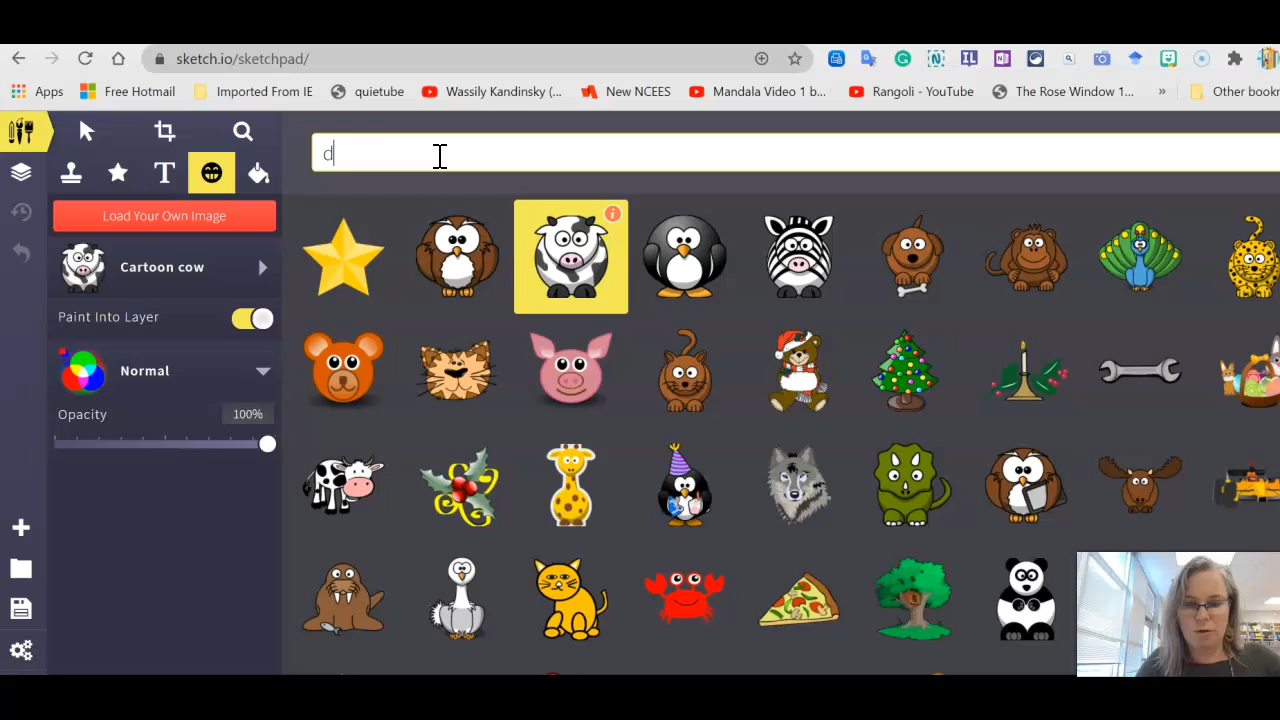 sketch.io/sketchpad/
Apps
Free Hotmail
Imported From IE
quietube
Wassily Kandinsky (...
New NCEES
Mandala Video 1 b...
Rangoli - YouTube
The Rose Window 1...
»
Other book
d
Load Your Own Image
Cartoon cow
Paint Into Layer
Normal
Opacity
100%